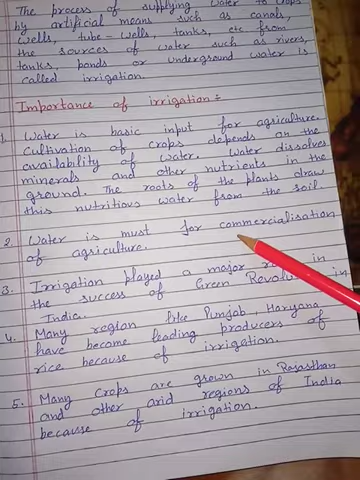 The process of supplying water to crops
by artificial means such as canals,
wells, tube-wells, tanks, etc from
the sources of water such as rivers,
tanks, ponds or underground water is
called irrigation.
Importance of irrigation :-
1. Water is basic input for agriculture.
Cultivation of crops depends on the
availability of water. Water dissolves
minerals and other nutrients in the
ground. The roots of the plants draw
this nutritious water from the soil.
2. Water is must for commercialisation
of agriculture.
3. Irrigation played a major in
the success of Green in
India.
4. Many region like Punjab, Haryana
have become leading producers of
rice because of irrigation.
5. Many crops are grown in Rajasthan
and other arid regions of India
because of irrigation.